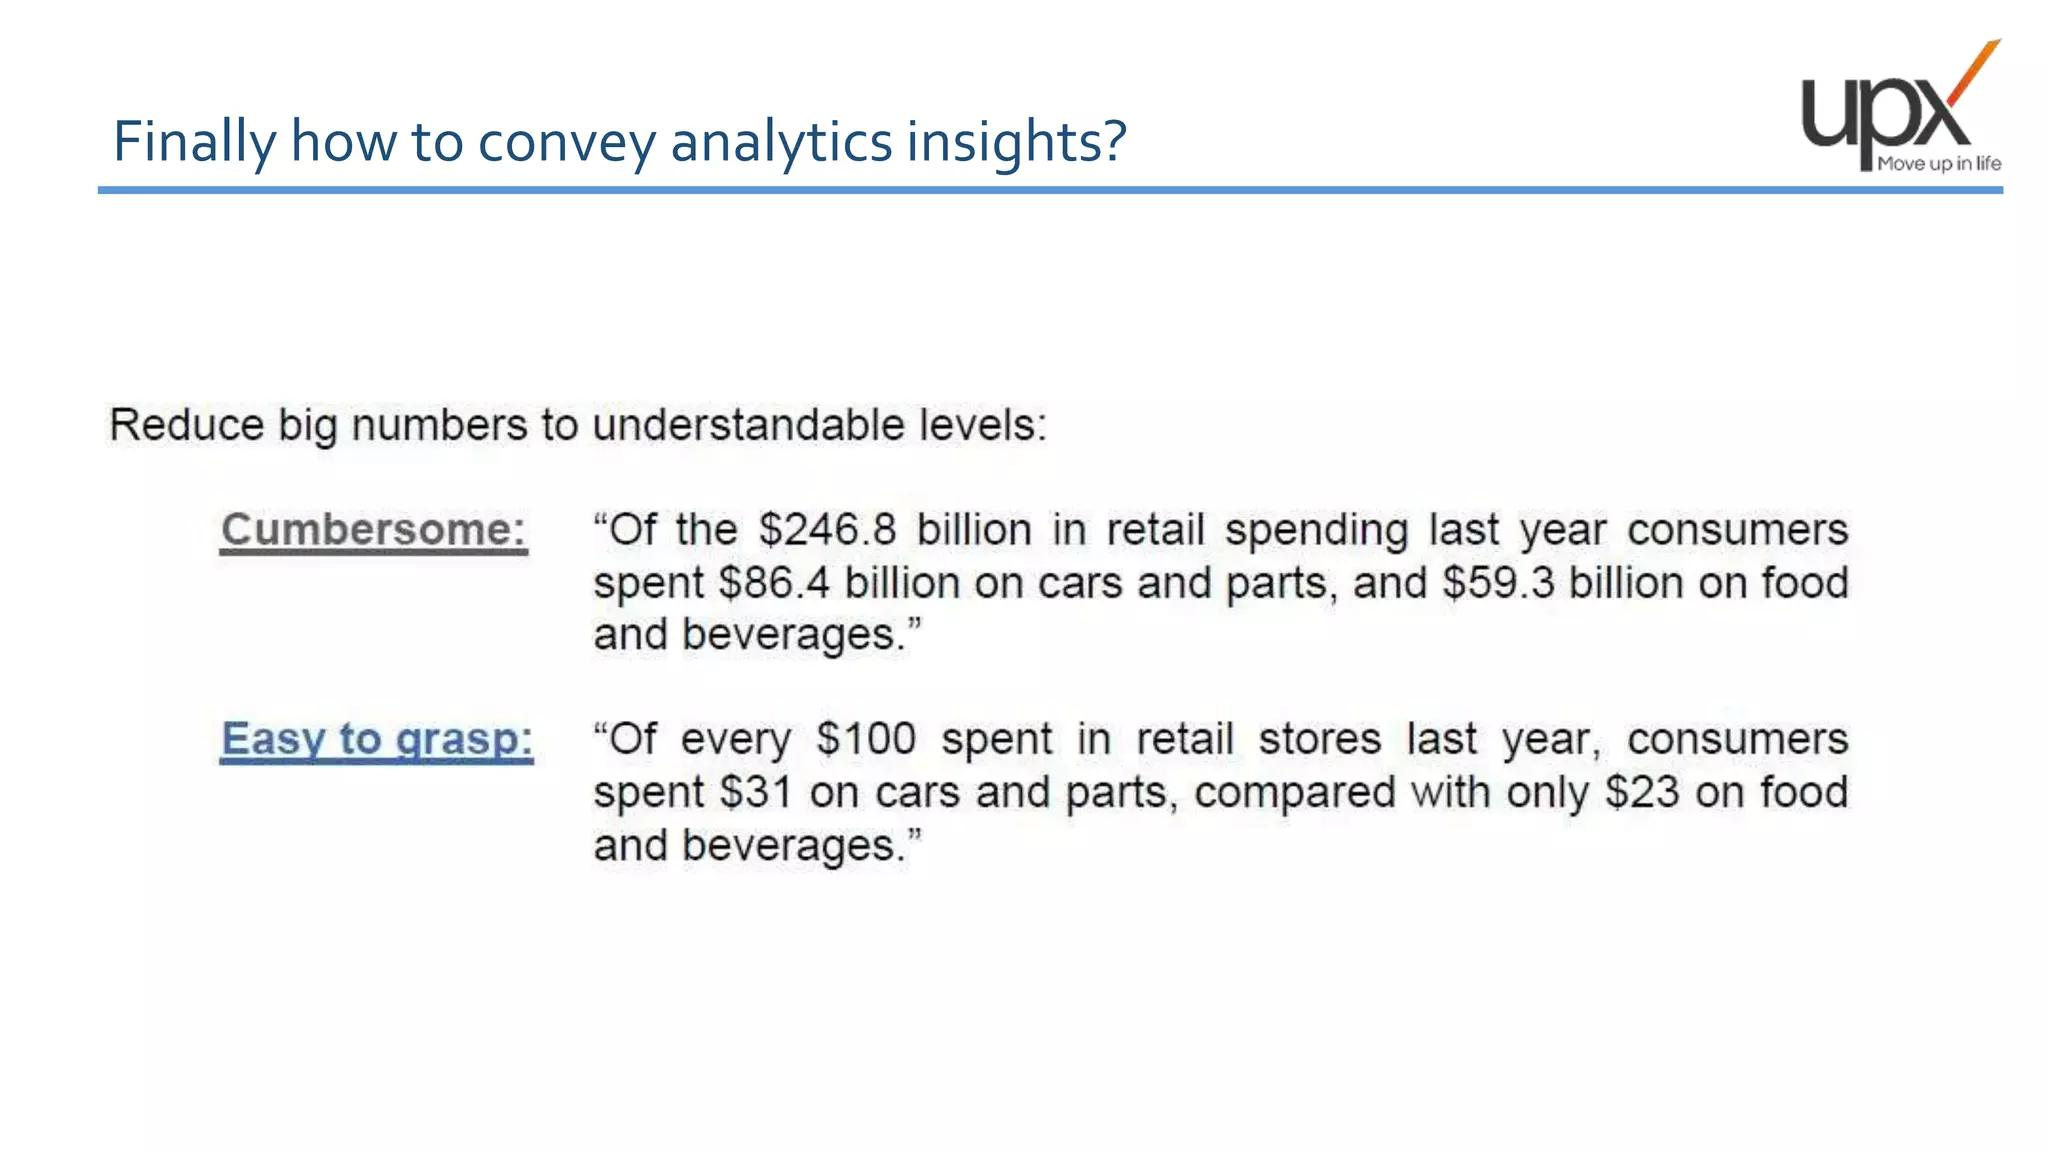 upx
Move up in life
Finally how to convey analytics insights?
Reduce big numbers to understandable levels:
Cumbersome: “Of the $246.8 billion in retail spending last year consumers
spent $86.4 billion on cars and parts, and $59.3 billion on food
and beverages.”
Easy to grasp: “Of every $100 spent in retail stores last year, consumers
spent $31 on cars and parts, compared with only $23 on food
and beverages.”